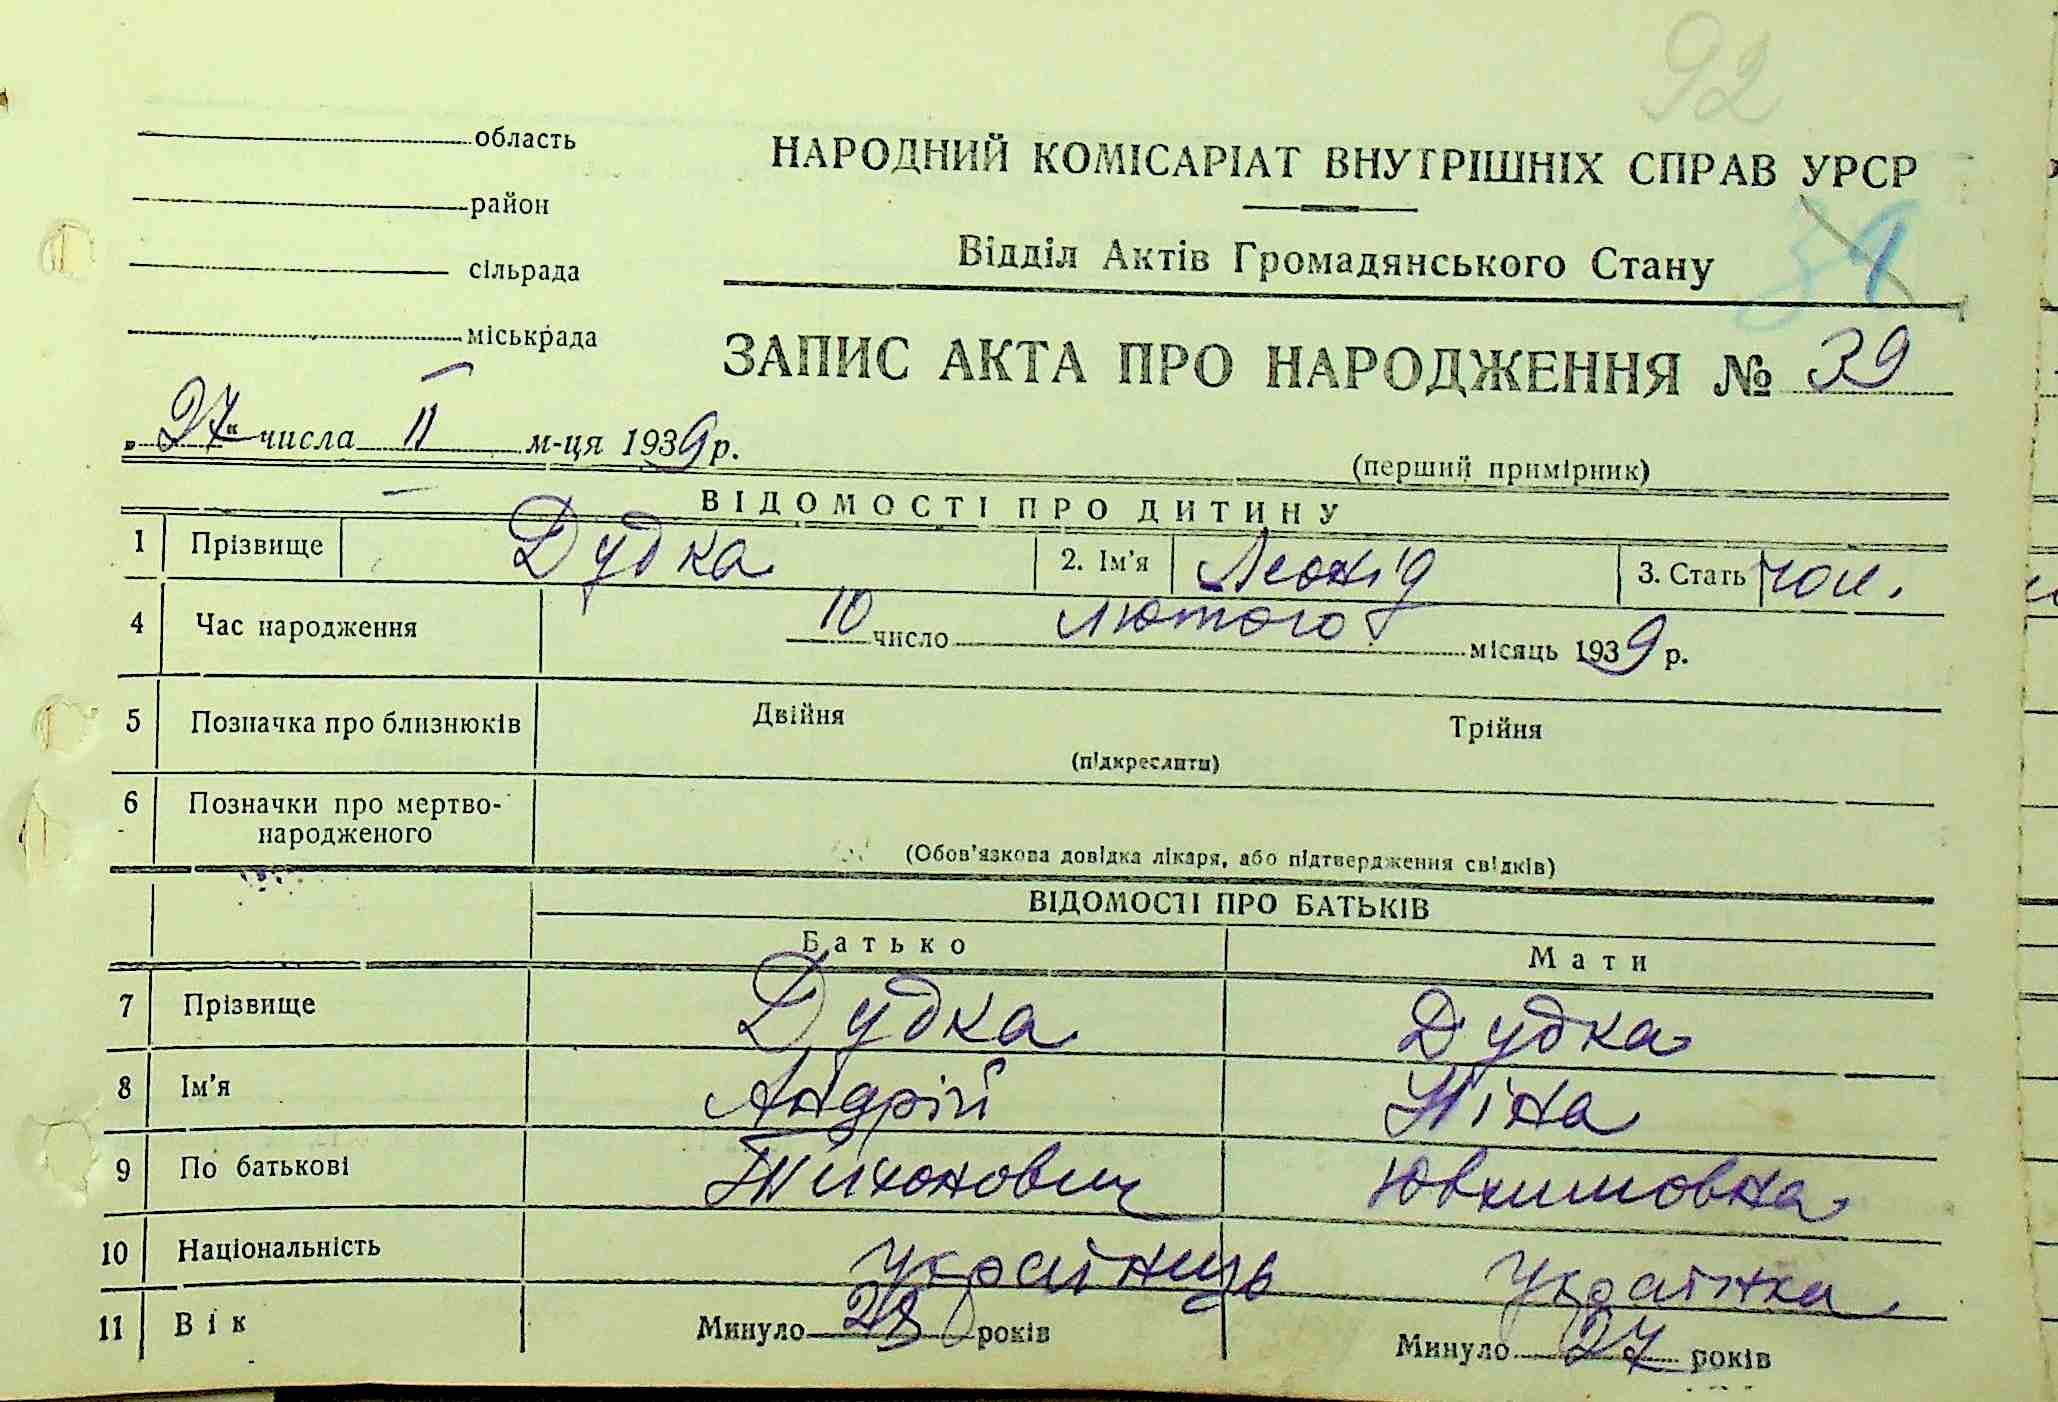 92
область
район
сільрада
міськрада
НАРОДНИЙ КОМІСАРІАТ ВНУТРІШНІХ СПРАВ УРСР
Відділ Актів Громадянського Стану
ЗАПИС АКТА ПРО НАРОДЖЕННЯ № 39
„27“ числа II м-ця 1939 р.
(перший примірник)
ВІДОМОСТІ ПРО ДИТИНУ
1 Прізвище Дудка 2. Ім'я Леонід 3. Стать чол.
4 Час народження 10 число лютого місяць 1939 р.
5 Позначка про близнюків Двійня Трійня
(підкреслити)
6 Позначки про мертво-
народженого
(Обов'язкова довідка лікаря, або підтвердження свідків)
ВІДОМОСТІ ПРО БАТЬКІВ
Батько Мати
7 Прізвище Дудка Дудка
8 Ім'я Андрій Ніна
9 По батькові Тихонович Ювхимовна
10 Національність Українець Українка
11 Вік Минуло 28 років Минуло 27 років